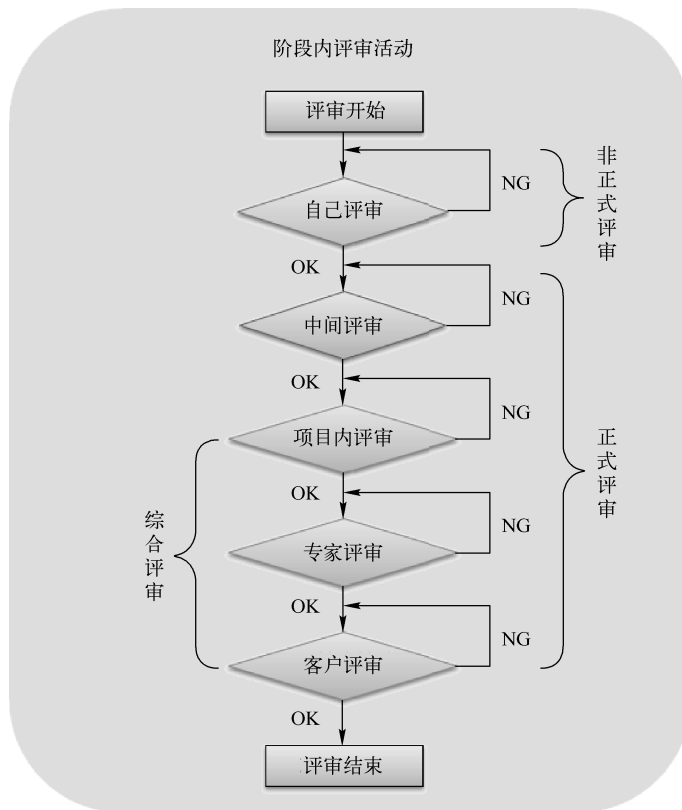 阶段内评审活动
评审开始
NG
非正式评审
自己评审
OK
NG
中间评审
OK
NG
项目内评审
正式评审
OK
NG
综合评审
专家评审
OK
NG
客户评审
OK
评审结束